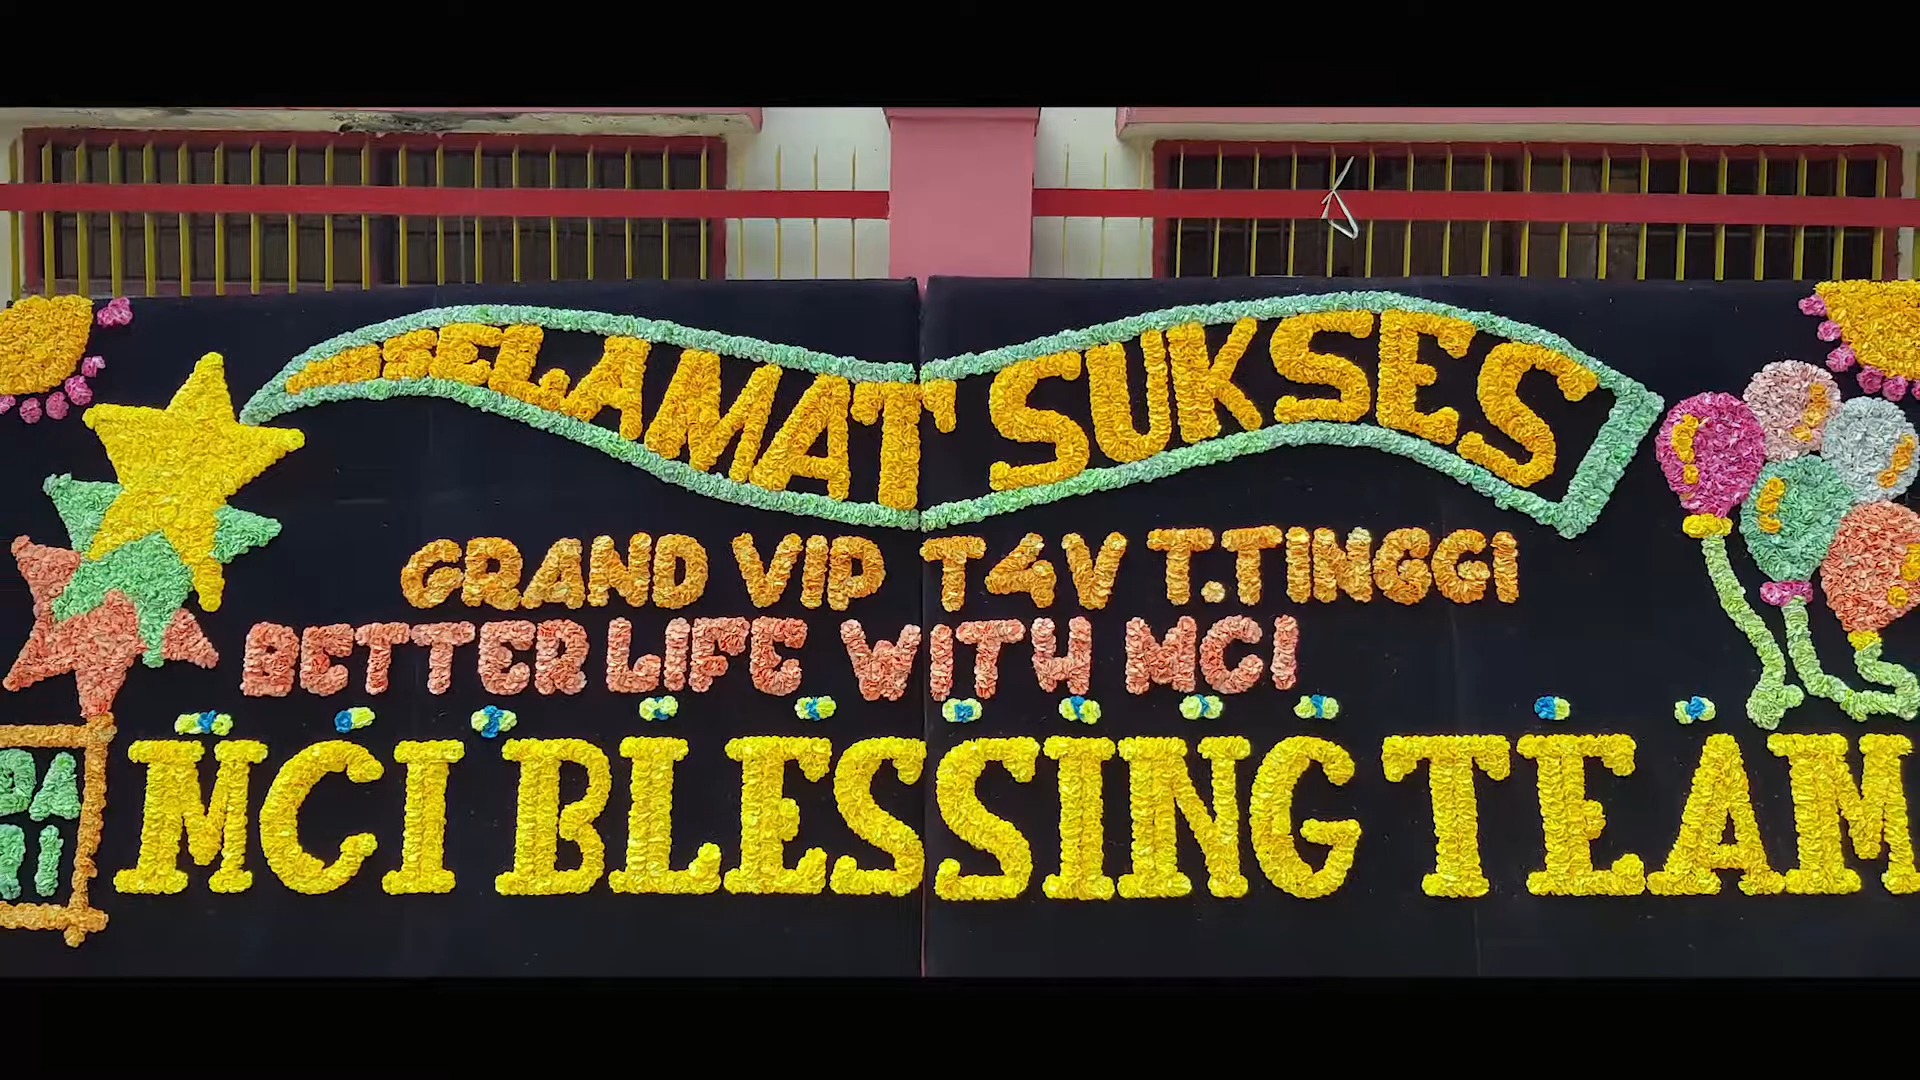 SELAMAT SUKSES
GRAND VIP T4V T.TINGGI
BETTER LIFE WITH MCI
MCI BLESSING TEAM